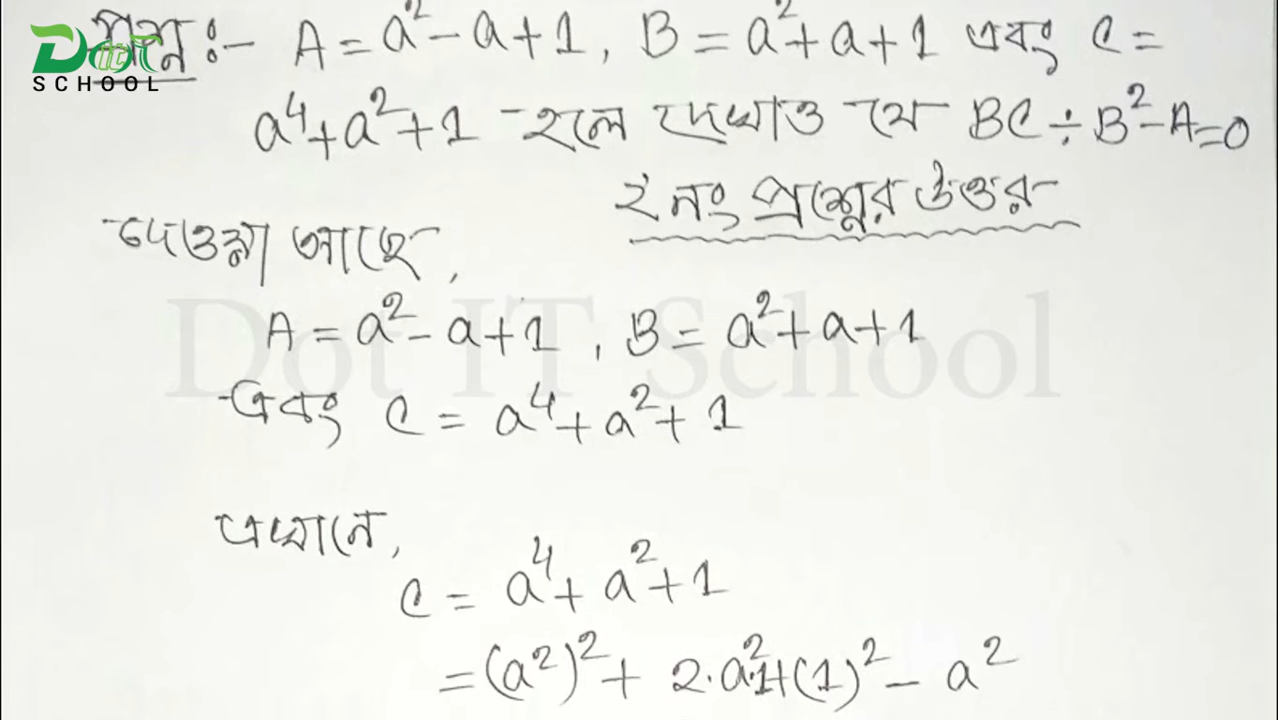 প্রশ্ন :- A = a² - a + 1, B = a² + a + 1 এবং C =
DOT it
SCHOOL
a⁴ + a² + 1 হলে দেখাও যে BC ÷ B² - A = 0
২ নং প্রশ্নের উত্তর
দেওয়া আছে,
A = a² - a + 1, B = a² + a + 1
Dot IT School
এবং C = a⁴ + a² + 1
এখানে,
C = a⁴ + a² + 1
= (a²)² + 2.a².1 + (1)² - a²